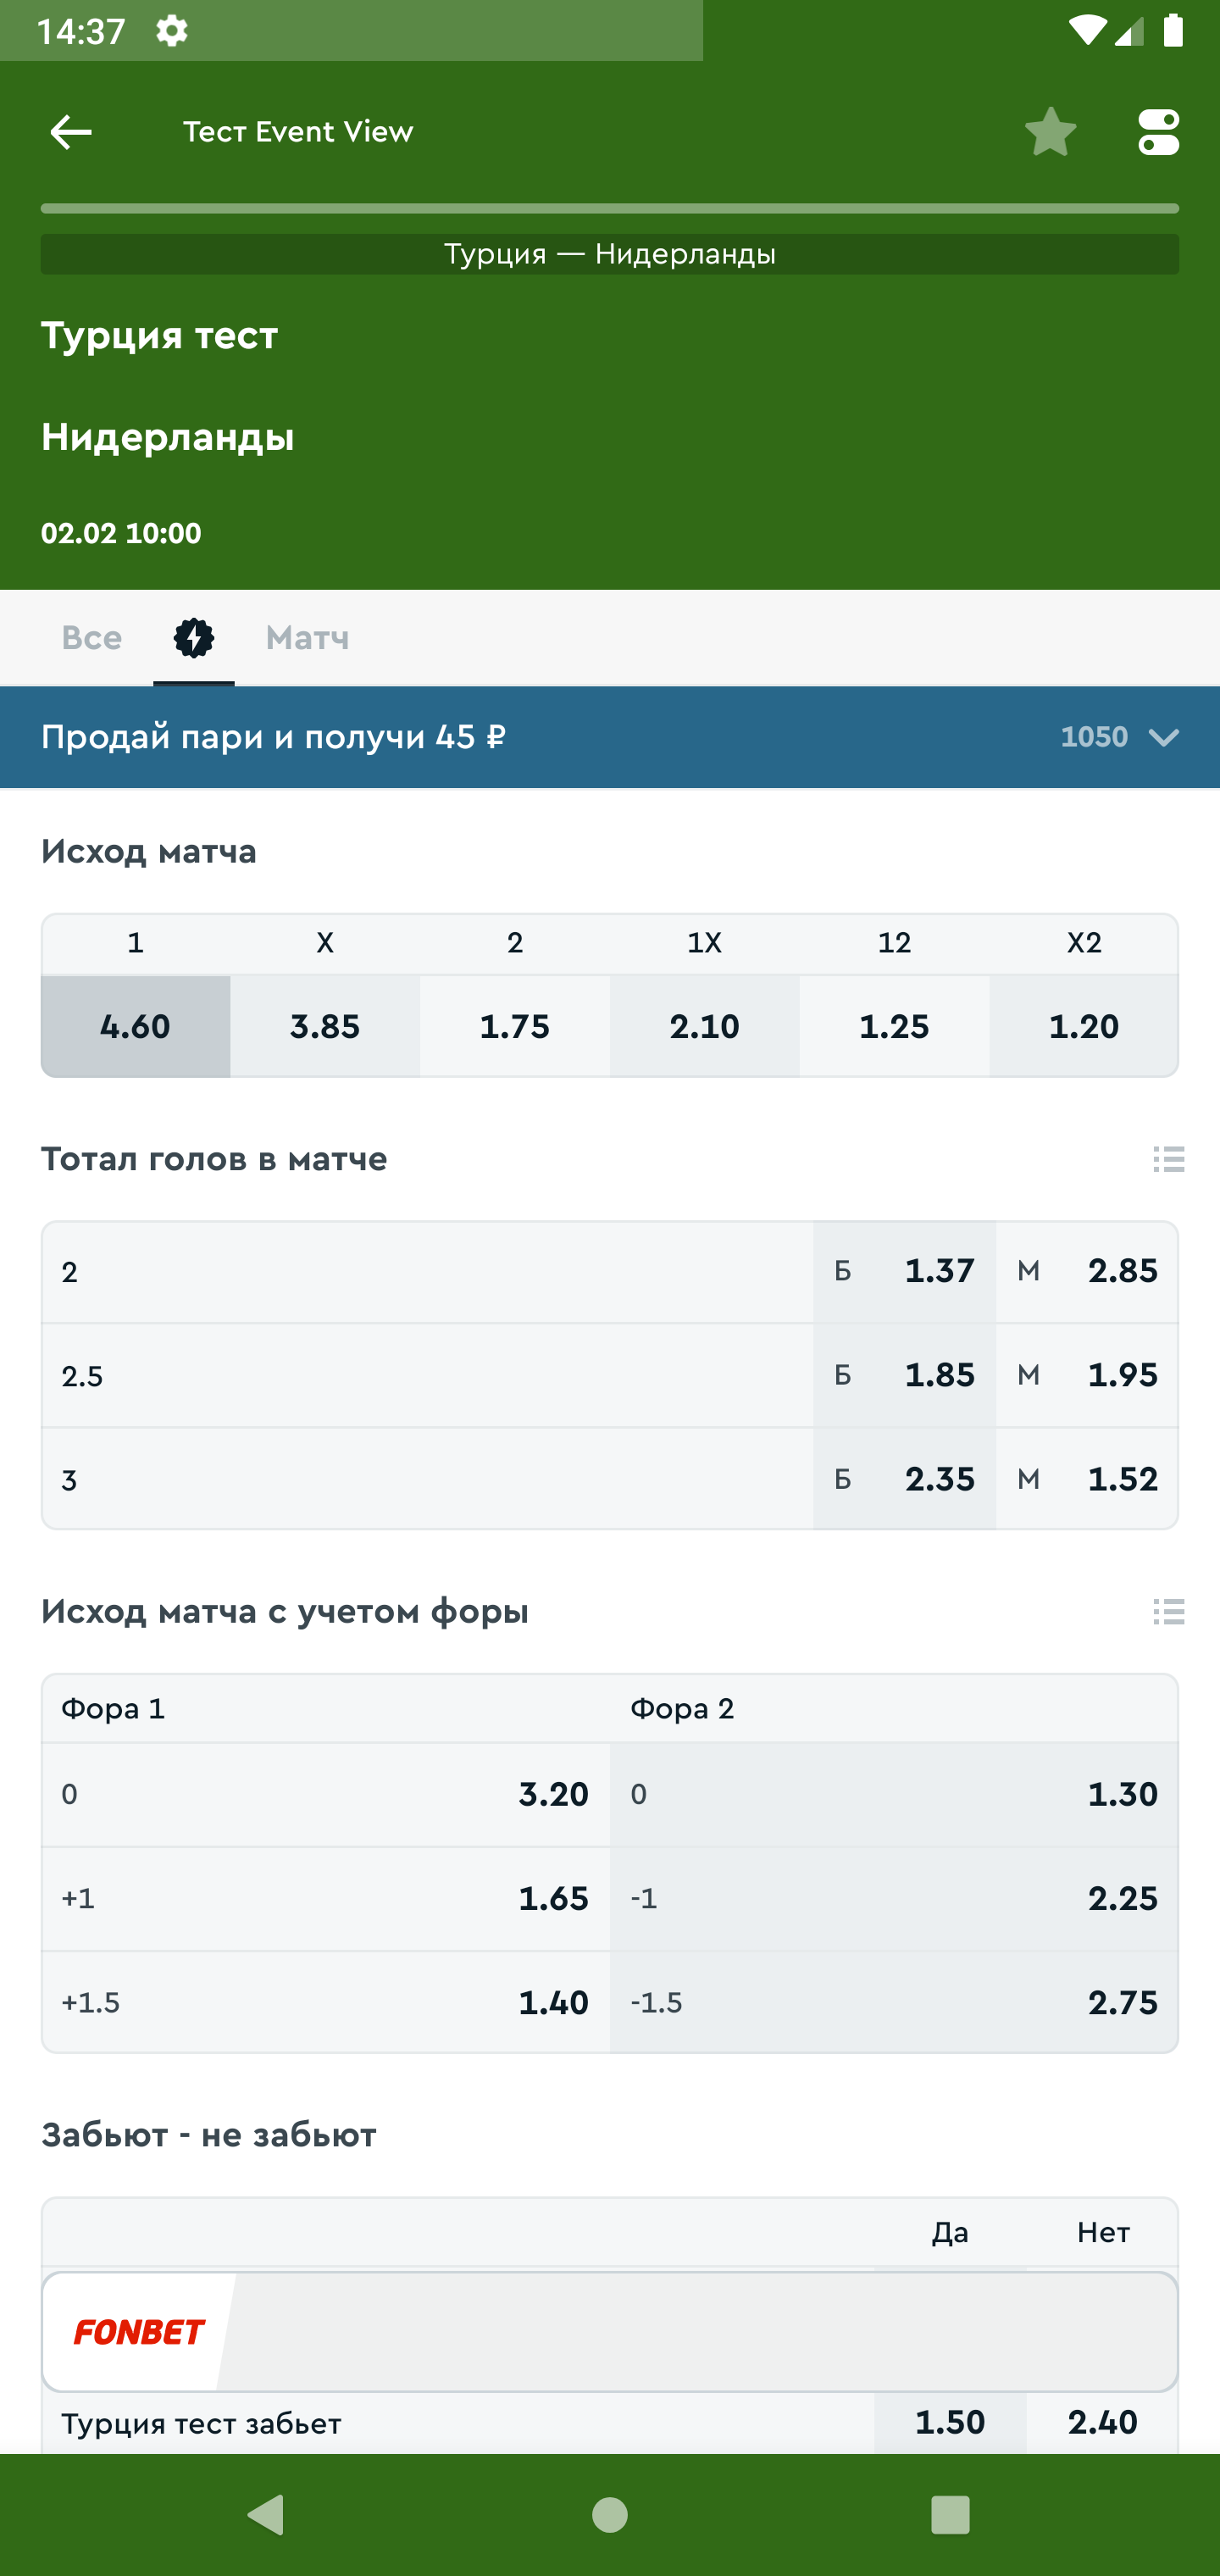 14:37
Тест Event View
Турция — Нидерланды
Турция тест
Нидерланды
02.02 10:00
Все Матч
Продай пари и получи 45 ₽ 1050
Исход матча
1 X 2 1X 12 X2
4.60 3.85 1.75 2.10 1.25 1.20
Тотал голов в матче
2 Б 1.37 М 2.85
2.5 Б 1.85 М 1.95
3 Б 2.35 М 1.52
Исход матча с учетом форы
Фора 1 Фора 2
0 3.20 0 1.30
+1 1.65 -1 2.25
+1.5 1.40 -1.5 2.75
Забьют - не забьют
Да Нет
FONBET
Турция тест забьет 1.50 2.40